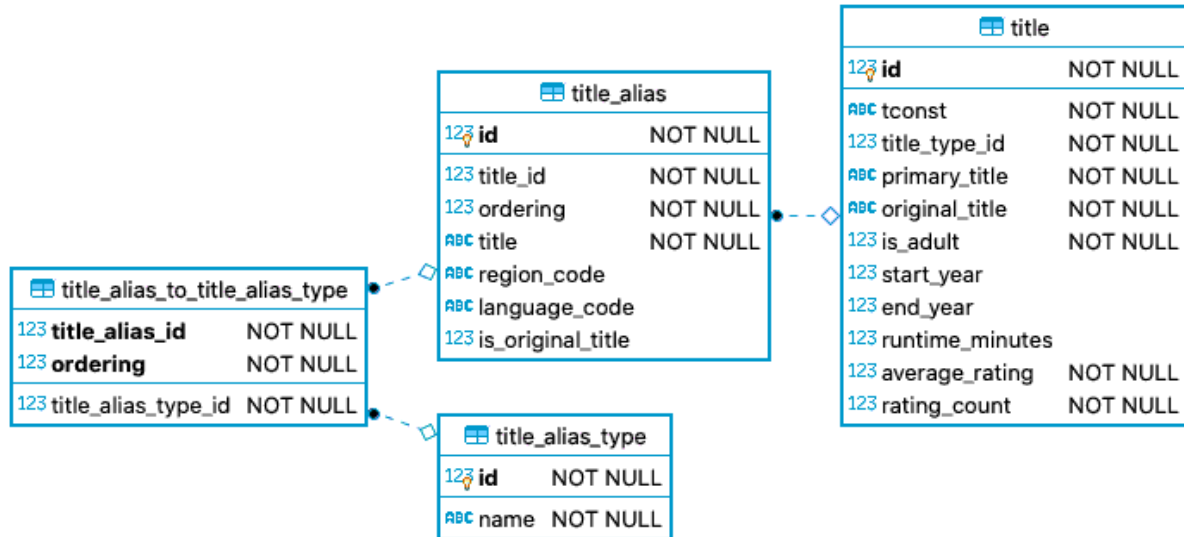 title
123 id NOT NULL
ABC tconst NOT NULL
123 title_type_id NOT NULL
ABC primary_title NOT NULL
ABC original_title NOT NULL
123 is_adult NOT NULL
123 start_year
123 end_year
123 runtime_minutes
123 average_rating NOT NULL
123 rating_count NOT NULL
title_alias
123 id NOT NULL
123 title_id NOT NULL
123 ordering NOT NULL
ABC title NOT NULL
ABC region_code
ABC language_code
123 is_original_title
title_alias_to_title_alias_type
123 title_alias_id NOT NULL
123 ordering NOT NULL
123 title_alias_type_id NOT NULL
title_alias_type
123 id NOT NULL
ABC name NOT NULL